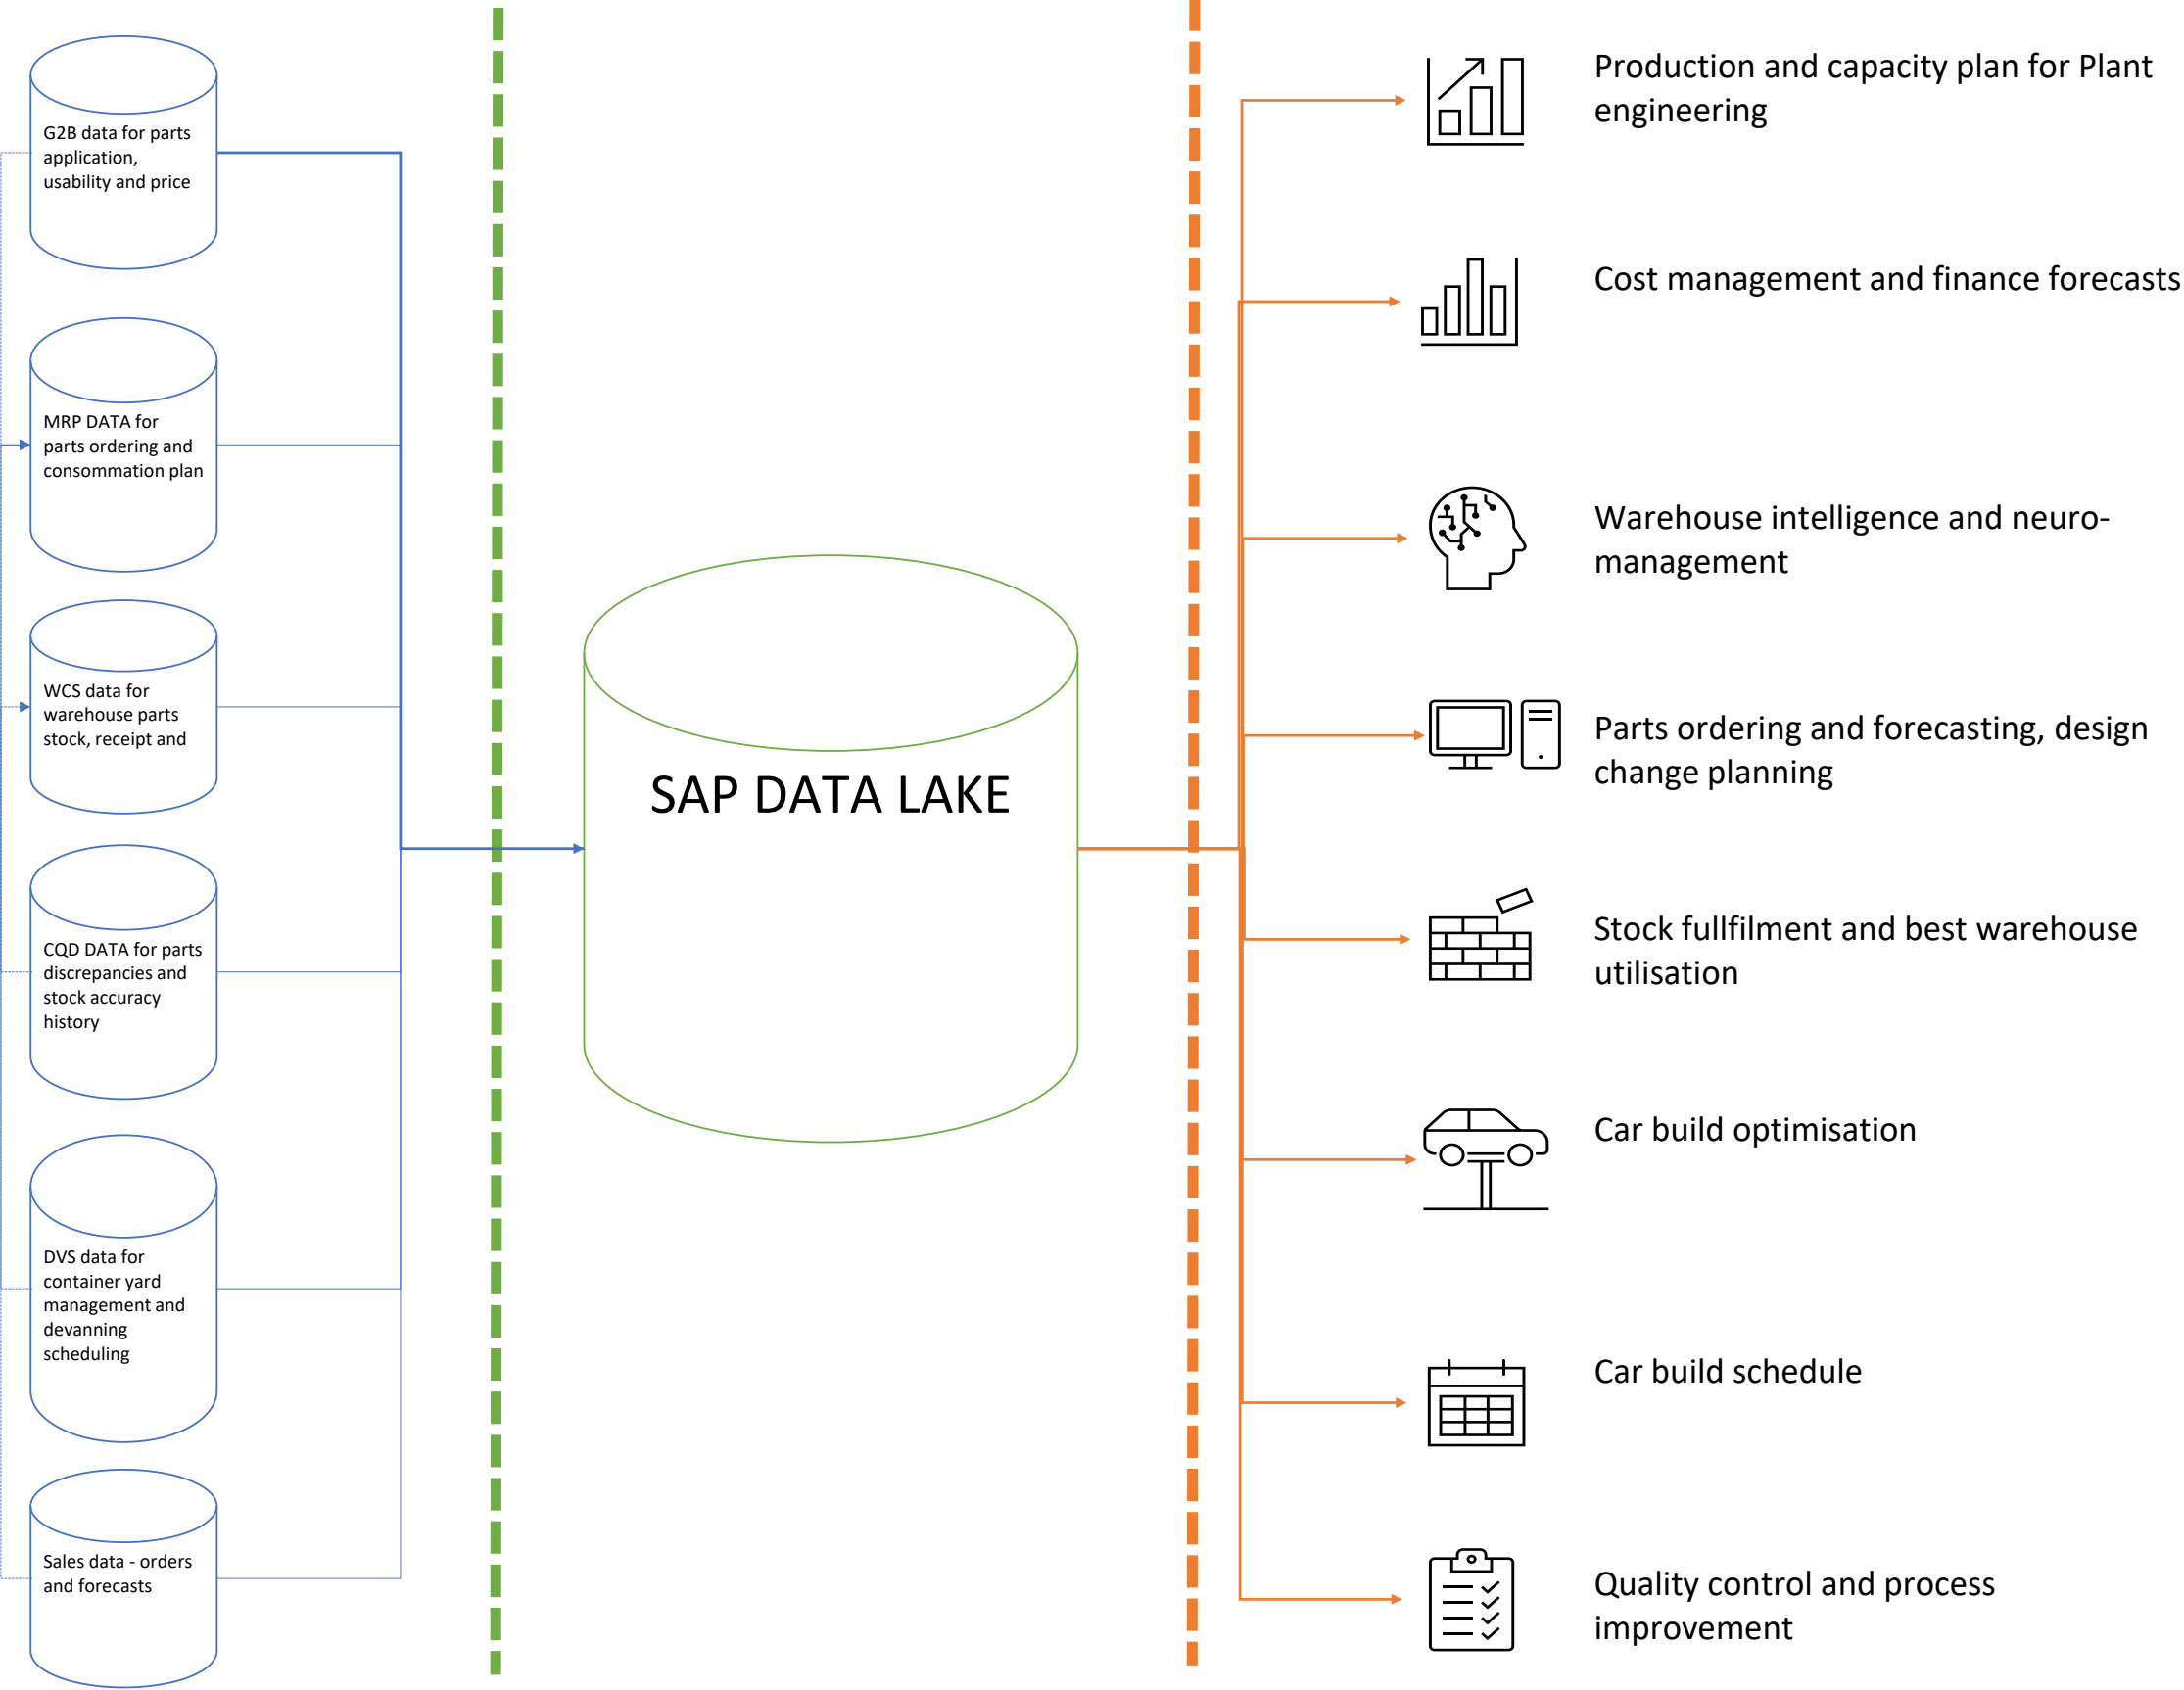 G2B data for parts
application,
usability and price
MRP DATA for
parts ordering and
consommation plan
WCS data for
warehouse parts
stock, receipt and
CQD DATA for parts
discrepancies and
stock accuracy
history
DVS data for
container yard
management and
devanning
scheduling
Sales data - orders
and forecasts
SAP DATA LAKE
Production and capacity plan for Plant
engineering
Cost management and finance forecasts
Warehouse intelligence and neuro-
management
Parts ordering and forecasting, design
change planning
Stock fullfilment and best warehouse
utilisation
Car build optimisation
Car build schedule
Quality control and process
improvement